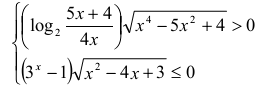 (log₂ (5x+4)/(4x))√(x⁴−5x²+4) > 0
(3ˣ−1)√(x²−4x+3) ≤ 0